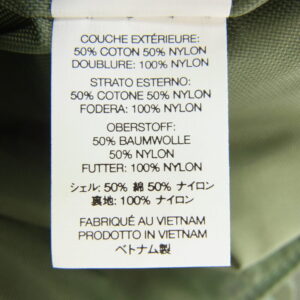 COUCHE EXTÉRIEURE:
50% COTON 50% NYLON
DOUBLURE: 100% NYLON
STRATO ESTERNO:
50% COTONE 50% NYLON
FODERA: 100% NYLON
OBERSTOFF:
50% BAUMWOLLE
50% NYLON
FUTTER: 100% NYLON
シェル: 50% 綿 50% ナイロン
裏地: 100% ナイロン
FABRIQUÉ AU VIETNAM
PRODOTTO IN VIETNAM
ベトナム製